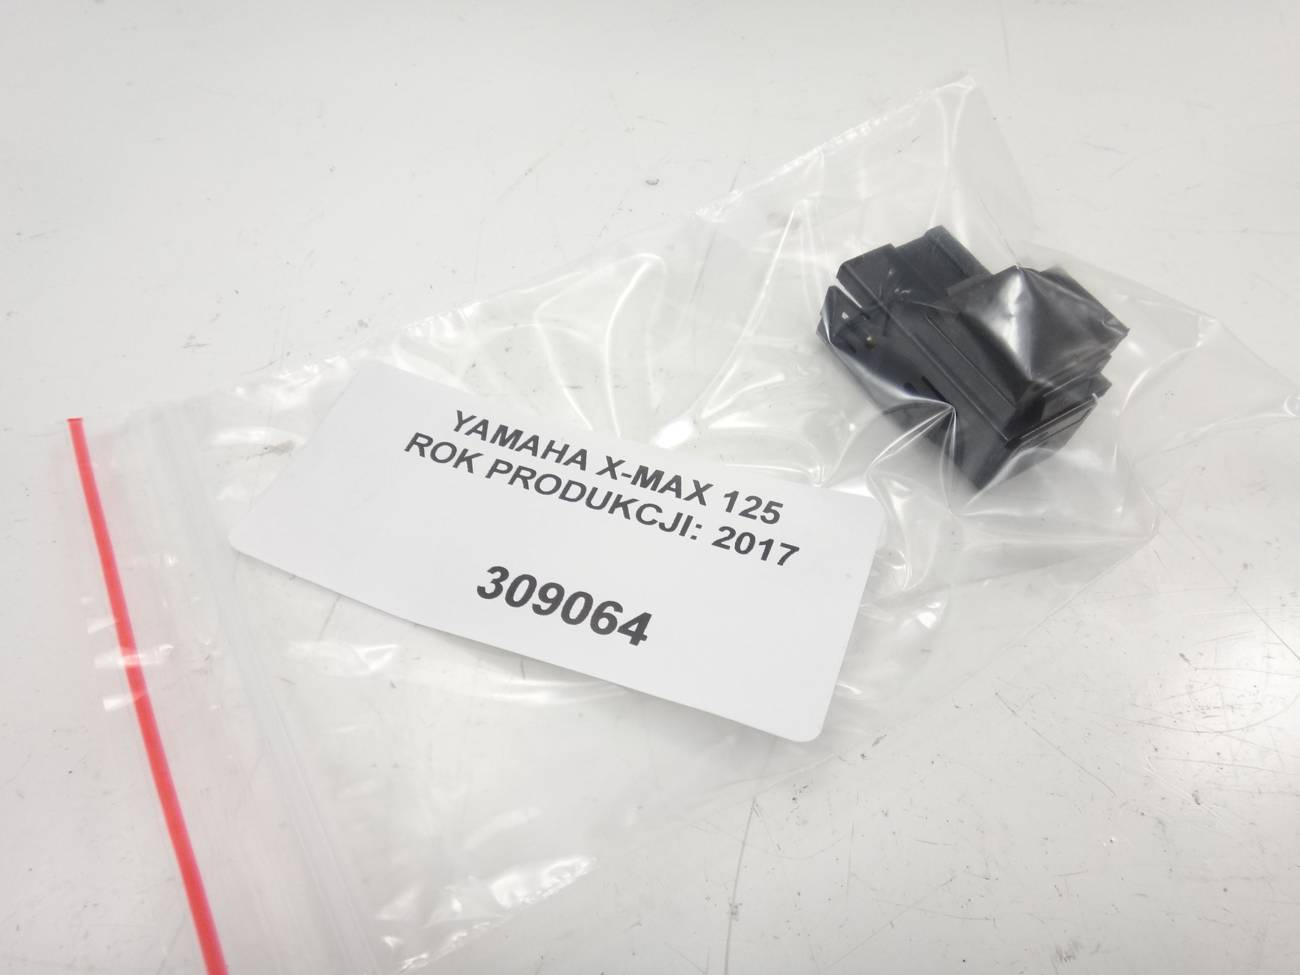 YAMAHA X-MAX 125
ROK PRODUKCJI: 2017
309064